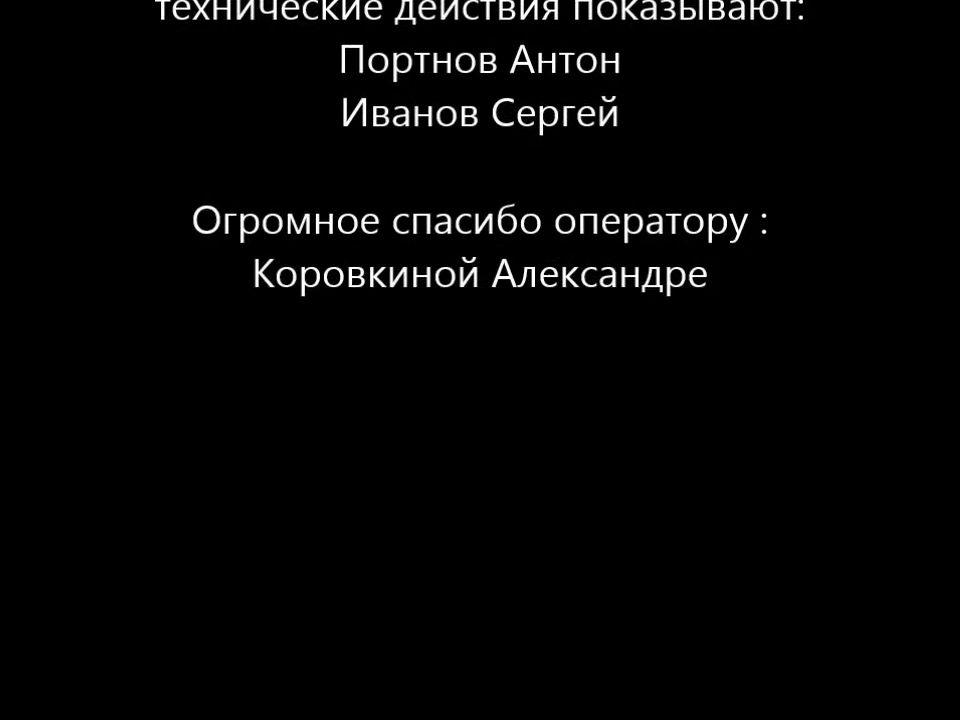 технические действия показывают:
Портнов Антон
Иванов Сергей
Огромное спасибо оператору :
Коровкиной Александре